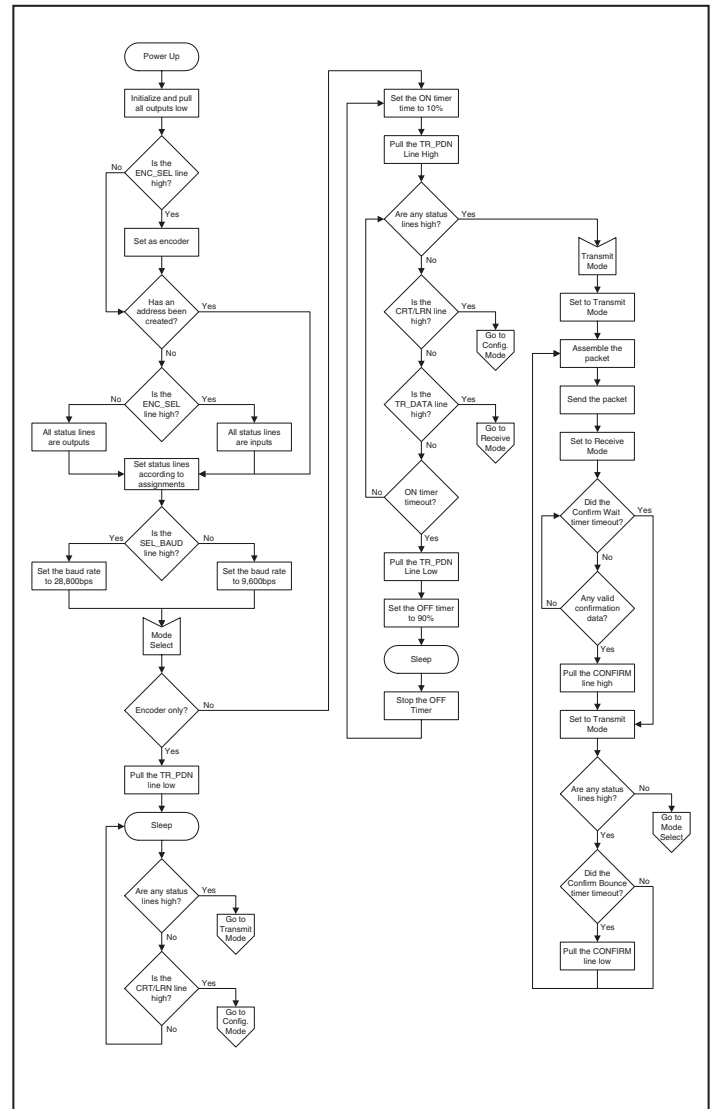 Power Up
Initialize and pull
all outputs low
Is the
ENC_SEL line
high?
No
Yes
Set as encoder
Has an
address been
created?
Yes
No
Is the
ENC_SEL
line high?
No
Yes
All status lines
are outputs
All status lines
are inputs
Set status lines
according to
assignments
Is the
SEL_BAUD
line high?
Yes
No
Set the baud rate
to 28,800bps
Set the baud rate
to 9,600bps
Mode
Select
Encoder only?
No
Yes
Pull the TR_PDN
line low
Sleep
Are any status
lines high?
Yes
Go to
Transmit
Mode
No
Is the
CRT/LRN line
high?
Yes
Go to
Config.
Mode
No
Set the ON timer
time to 10%
Pull the TR_PDN
Line High
Are any status
lines high?
Yes
No
Is the
CRT/LRN line
high?
Yes
Go to
Config.
Mode
No
Is the
TR_DATA line
high?
Yes
Go to
Receive
Mode
No
ON timer
timeout?
No
Yes
Pull the TR_PDN
Line Low
Set the OFF timer
to 90%
Sleep
Stop the OFF
Timer
Transmit
Mode
Set to Transmit
Mode
Assemble the
packet
Send the packet
Set to Receive
Mode
Did the
Confirm Wait
timer timeout?
Yes
No
Any valid
confirmation
data?
No
Yes
Pull the CONFIRM
line high
Set to Transmit
Mode
Are any status
lines high?
No
Go to
Mode
Select
Yes
Did the
Confirm Bounce
timer timeout?
No
Yes
Pull the CONFIRM
line low